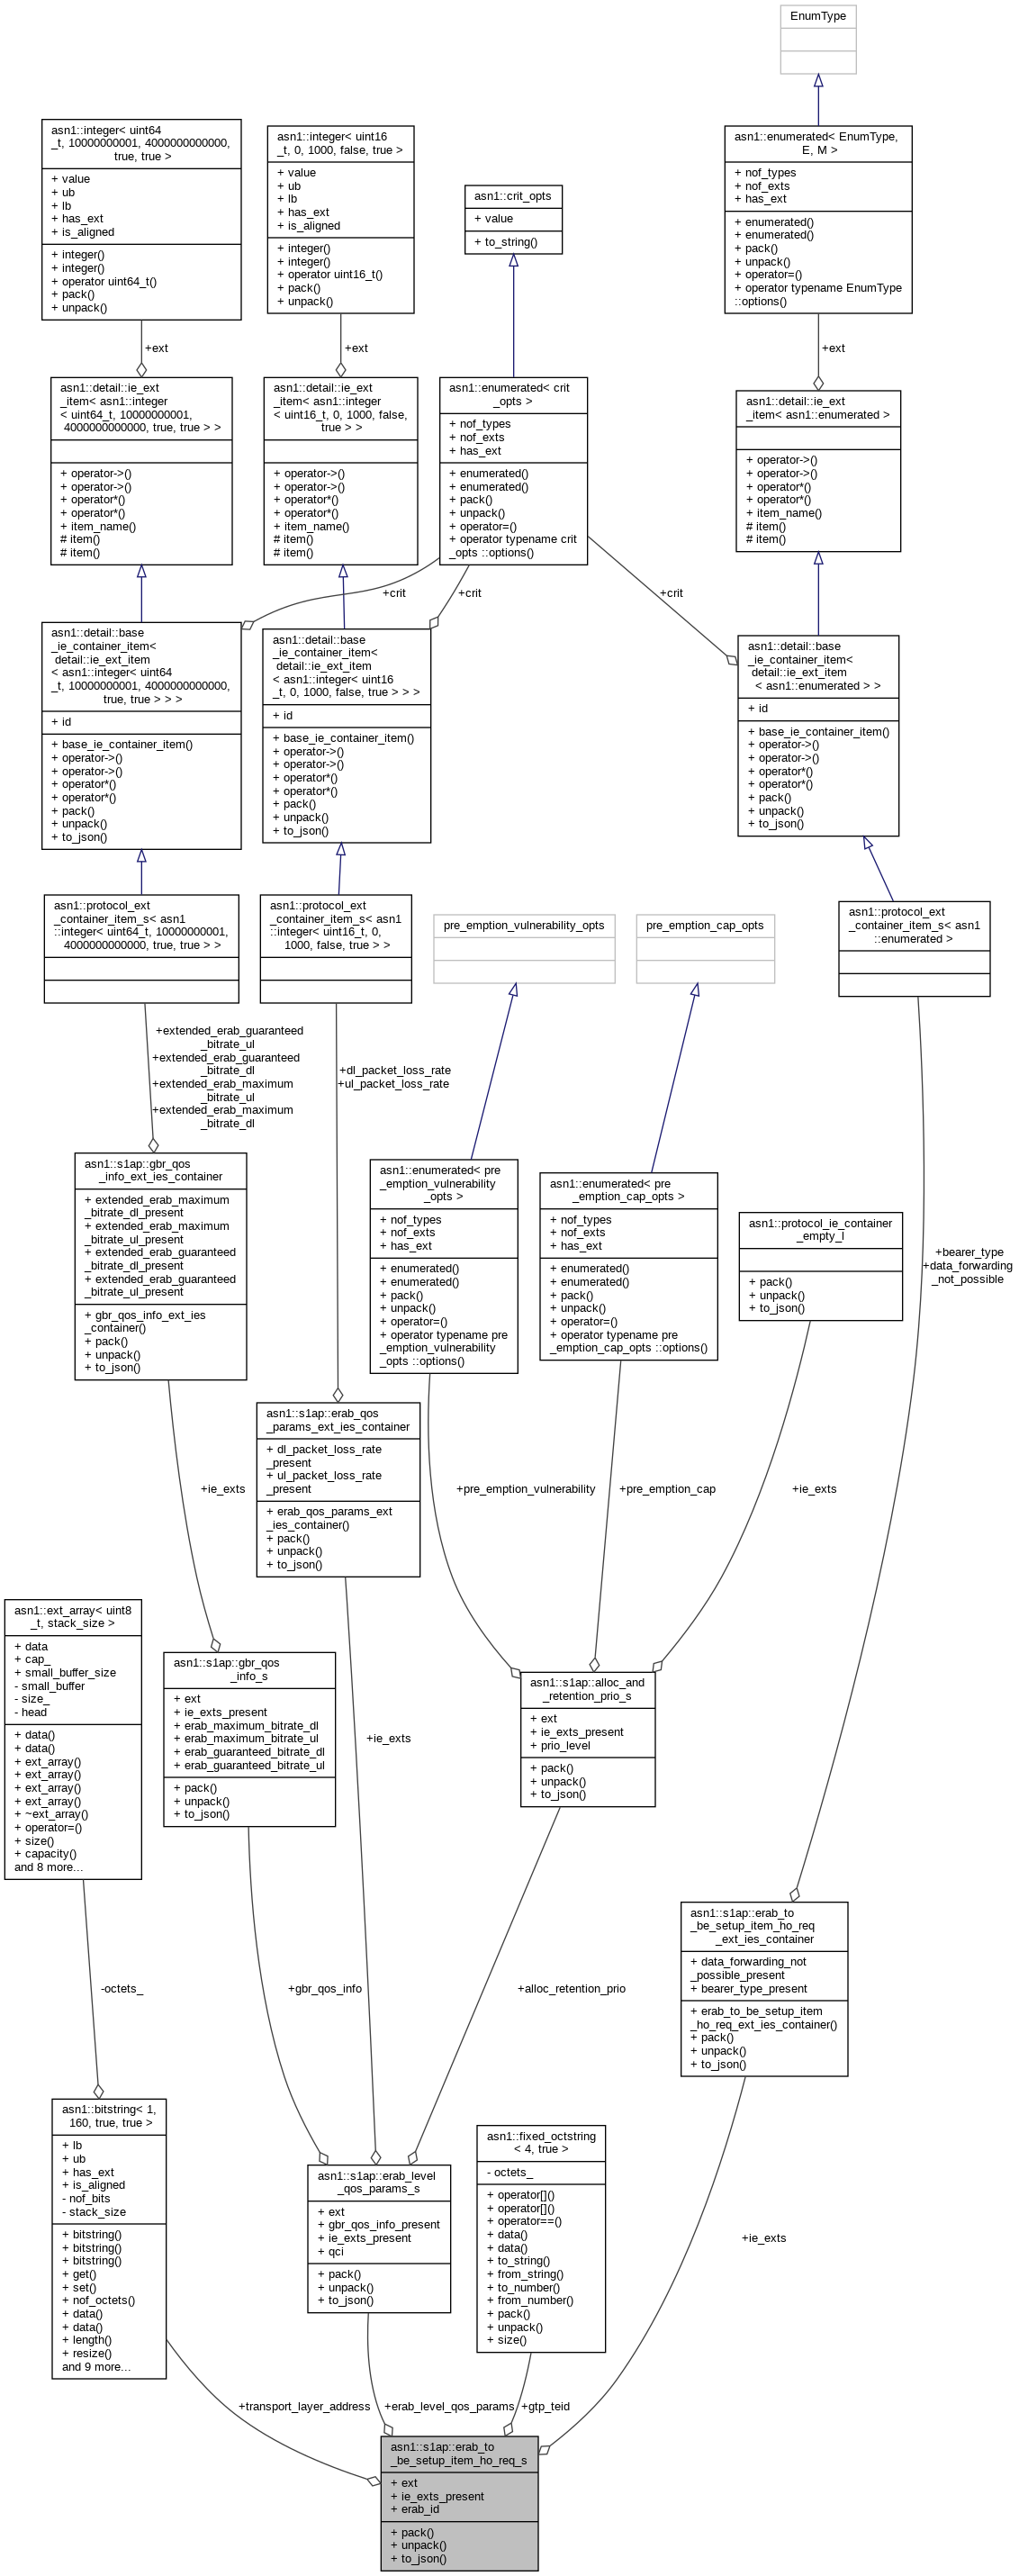 EnumType
asn1::integer< uint64
_t, 10000000001, 4000000000000,
true, true >
+ value
+ ub
+ lb
+ has_ext
+ is_aligned
+ integer()
+ integer()
+ operator uint64_t()
+ pack()
+ unpack()
asn1::integer< uint16
_t, 0, 1000, false, true >
+ value
+ ub
+ lb
+ has_ext
+ is_aligned
+ integer()
+ integer()
+ operator uint16_t()
+ pack()
+ unpack()
asn1::crit_opts
+ value
+ to_string()
asn1::enumerated< EnumType,
E, M >
+ nof_types
+ nof_exts
+ has_ext
+ enumerated()
+ enumerated()
+ pack()
+ unpack()
+ operator=()
+ operator typename EnumType
::options()
+ext
+ext
+ext
asn1::detail::ie_ext
_item< asn1::integer
< uint64_t, 10000000001,
4000000000000, true, true > >
+ operator->()
+ operator->()
+ operator*()
+ operator*()
+ item_name()
# item()
# item()
asn1::detail::ie_ext
_item< asn1::integer
< uint16_t, 0, 1000, false,
true > >
+ operator->()
+ operator->()
+ operator*()
+ operator*()
+ item_name()
# item()
# item()
asn1::enumerated< crit
_opts >
+ nof_types
+ nof_exts
+ has_ext
+ enumerated()
+ enumerated()
+ pack()
+ unpack()
+ operator=()
+ operator typename crit
_opts ::options()
asn1::detail::ie_ext
_item< asn1::enumerated >
+ operator->()
+ operator->()
+ operator*()
+ operator*()
+ item_name()
# item()
# item()
+crit
+crit
+crit
asn1::detail::base
_ie_container_item<
detail::ie_ext_item
< asn1::integer< uint64
_t, 10000000001, 4000000000000,
true, true > > >
+ id
+ base_ie_container_item()
+ operator->()
+ operator->()
+ operator*()
+ operator*()
+ pack()
+ unpack()
+ to_json()
asn1::detail::base
_ie_container_item<
detail::ie_ext_item
< asn1::integer< uint16
_t, 0, 1000, false, true > > >
+ id
+ base_ie_container_item()
+ operator->()
+ operator->()
+ operator*()
+ operator*()
+ pack()
+ unpack()
+ to_json()
asn1::detail::base
_ie_container_item<
detail::ie_ext_item
< asn1::enumerated > >
+ id
+ base_ie_container_item()
+ operator->()
+ operator->()
+ operator*()
+ operator*()
+ pack()
+ unpack()
+ to_json()
asn1::protocol_ext
_container_item_s< asn1
::integer< uint64_t, 10000000001,
4000000000000, true, true > >
asn1::protocol_ext
_container_item_s< asn1
::integer< uint16_t, 0,
1000, false, true > >
pre_emption_vulnerability_opts
pre_emption_cap_opts
asn1::protocol_ext
_container_item_s< asn1
::enumerated >
+extended_erab_guaranteed
_bitrate_ul
+extended_erab_guaranteed
_bitrate_dl
+extended_erab_maximum
_bitrate_ul
+extended_erab_maximum
_bitrate_dl
+dl_packet_loss_rate
+ul_packet_loss_rate
asn1::s1ap::gbr_qos
_info_ext_ies_container
+ extended_erab_maximum
_bitrate_dl_present
+ extended_erab_maximum
_bitrate_ul_present
+ extended_erab_guaranteed
_bitrate_dl_present
+ extended_erab_guaranteed
_bitrate_ul_present
+ gbr_qos_info_ext_ies
_container()
+ pack()
+ unpack()
+ to_json()
asn1::enumerated< pre
_emption_vulnerability
_opts >
+ nof_types
+ nof_exts
+ has_ext
+ enumerated()
+ enumerated()
+ pack()
+ unpack()
+ operator=()
+ operator typename pre
_emption_vulnerability
_opts ::options()
asn1::enumerated< pre
_emption_cap_opts >
+ nof_types
+ nof_exts
+ has_ext
+ enumerated()
+ enumerated()
+ pack()
+ unpack()
+ operator=()
+ operator typename pre
_emption_cap_opts ::options()
asn1::protocol_ie_container
_empty_l
+ pack()
+ unpack()
+ to_json()
+bearer_type
+data_forwarding
_not_possible
asn1::s1ap::erab_qos
_params_ext_ies_container
+ dl_packet_loss_rate
_present
+ ul_packet_loss_rate
_present
+ erab_qos_params_ext
_ies_container()
+ pack()
+ unpack()
+ to_json()
+ie_exts
+pre_emption_vulnerability
+pre_emption_cap
+ie_exts
asn1::ext_array< uint8
_t, stack_size >
+ data
+ cap_
+ small_buffer_size
- small_buffer
- size_
- head
+ data()
+ data()
+ ext_array()
+ ext_array()
+ ext_array()
+ ext_array()
+ ~ext_array()
+ operator=()
+ size()
+ capacity()
and 8 more...
asn1::s1ap::gbr_qos
_info_s
+ ext
+ ie_exts_present
+ erab_maximum_bitrate_dl
+ erab_maximum_bitrate_ul
+ erab_guaranteed_bitrate_dl
+ erab_guaranteed_bitrate_ul
+ pack()
+ unpack()
+ to_json()
+ie_exts
asn1::s1ap::alloc_and
_retention_prio_s
+ ext
+ ie_exts_present
+ prio_level
+ pack()
+ unpack()
+ to_json()
asn1::s1ap::erab_to
_be_setup_item_ho_req
_ext_ies_container
+ data_forwarding_not
_possible_present
+ bearer_type_present
+ erab_to_be_setup_item
_ho_req_ext_ies_container()
+ pack()
+ unpack()
+ to_json()
-octets_
+gbr_qos_info
+alloc_retention_prio
asn1::bitstring< 1,
160, true, true >
+ lb
+ ub
+ has_ext
+ is_aligned
- nof_bits
- stack_size
+ bitstring()
+ bitstring()
+ bitstring()
+ get()
+ set()
+ nof_octets()
+ data()
+ data()
+ length()
+ resize()
and 9 more...
asn1::s1ap::erab_level
_qos_params_s
+ ext
+ gbr_qos_info_present
+ ie_exts_present
+ qci
+ pack()
+ unpack()
+ to_json()
asn1::fixed_octstring
< 4, true >
- octets_
+ operator[]()
+ operator[]()
+ operator==()
+ data()
+ data()
+ to_string()
+ from_string()
+ to_number()
+ from_number()
+ pack()
+ unpack()
+ size()
+ie_exts
+transport_layer_address
+erab_level_qos_params
+gtp_teid
asn1::s1ap::erab_to
_be_setup_item_ho_req_s
+ ext
+ ie_exts_present
+ erab_id
+ pack()
+ unpack()
+ to_json()